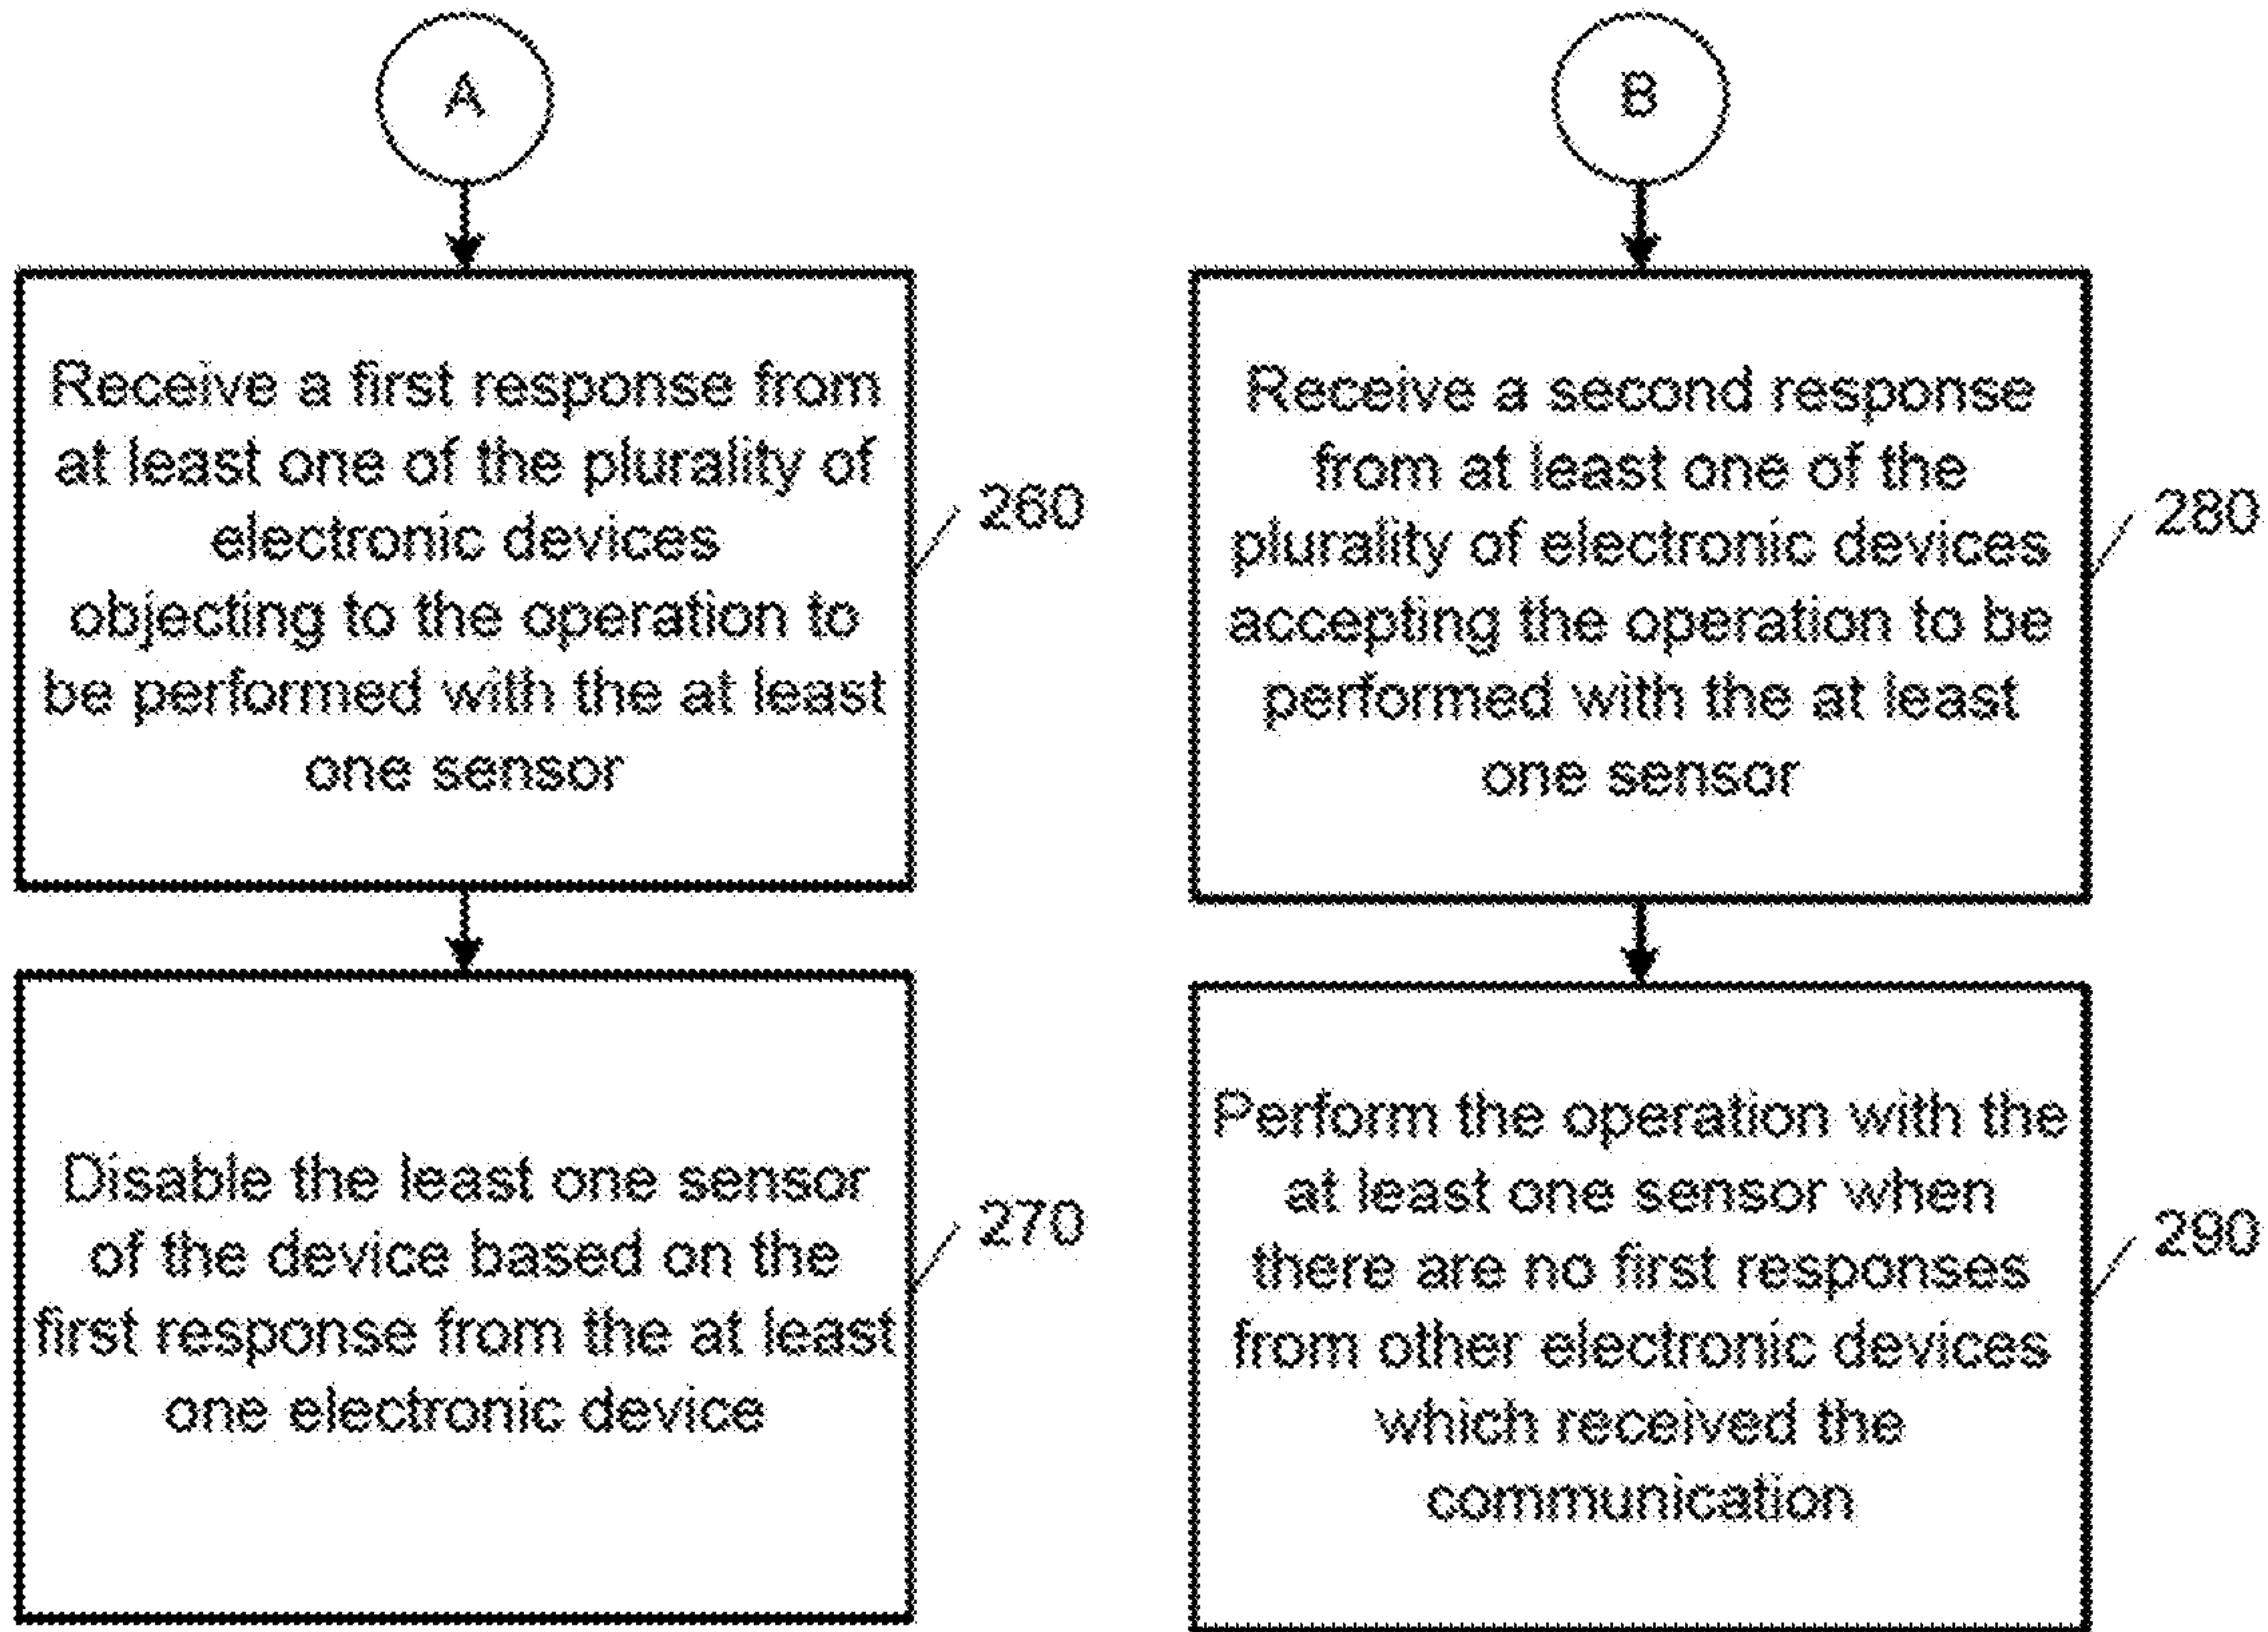 A
Receive a first response from
at least one of the plurality of
electronic devices
objecting to the operation to
be performed with the at least
one sensor
260
Disable the least one sensor
of the device based on the
first response from the at least
one electronic device
270
B
Receive a second response
from at least one of the
plurality of electronic devices
accepting the operation to be
performed with the at least
one sensor
280
Perform the operation with the
at least one sensor when
there are no first responses
from other electronic devices
which received the
communication
290